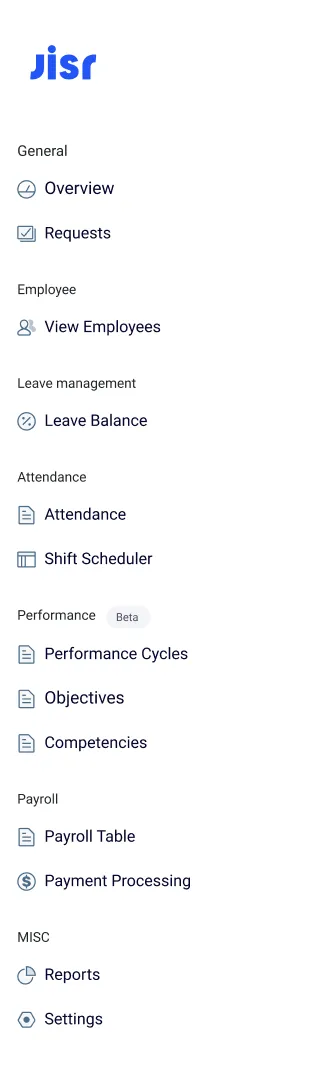 Jisr
General
Overview
Requests
Employee
View Employees
Leave management
Leave Balance
Attendance
Attendance
Shift Scheduler
Performance Beta
Performance Cycles
Objectives
Competencies
Payroll
Payroll Table
Payment Processing
MISC
Reports
Settings